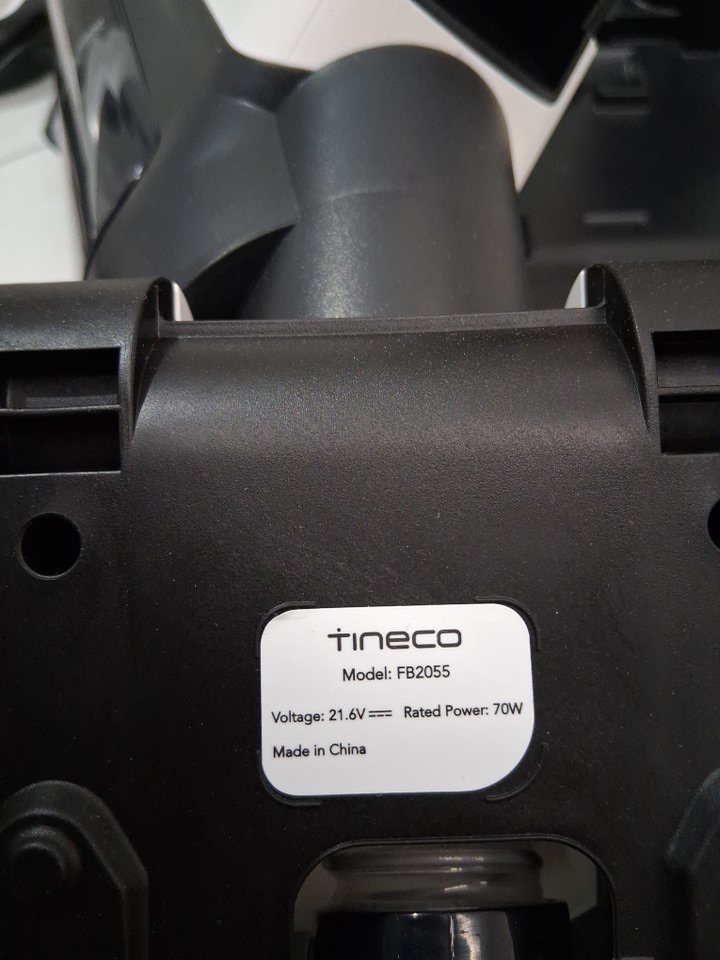 TINECO
Model: FB2055
Voltage: 21.6V⎓ Rated Power: 70W
Made in China